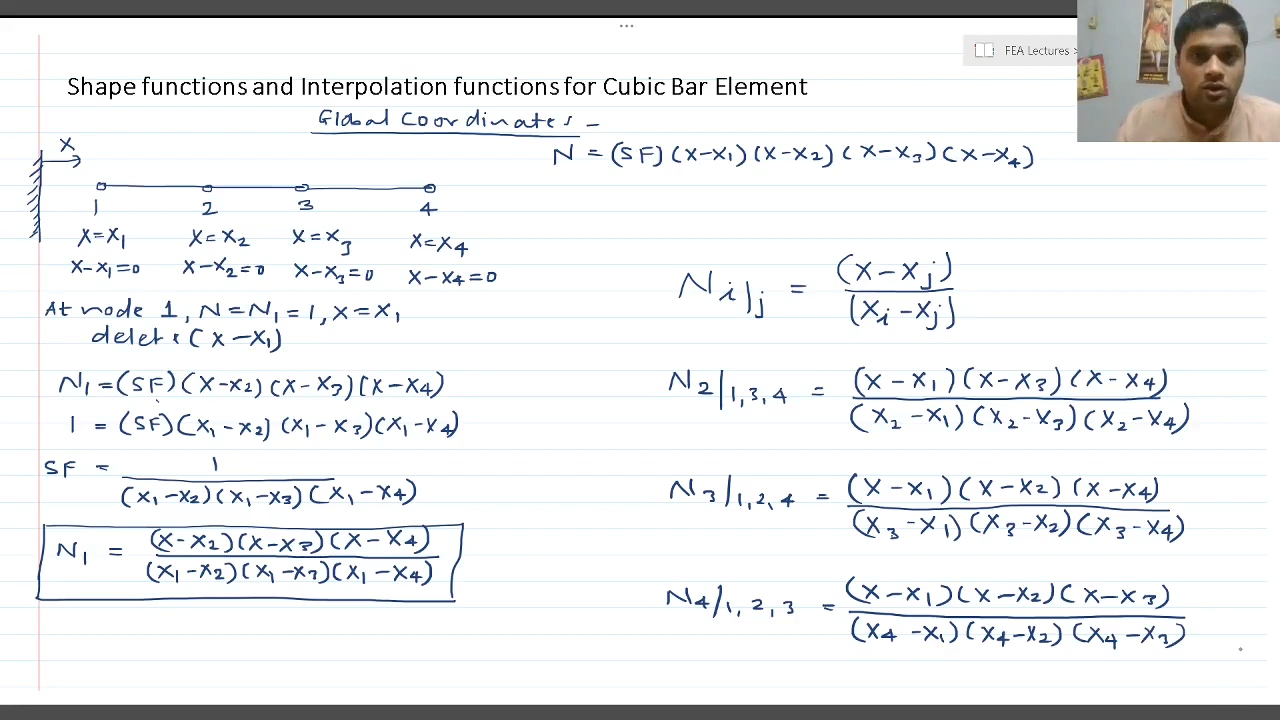 FEA Lectures >
Shape functions and Interpolation functions for Cubic Bar Element
Global Coordinates -
N = (SF)(x-x₁)(x-x₂)(x-x₃)(x-x₄)
x
1 2 3 4
x=x₁ x=x₂ x=x₃ x=x₄
x-x₁=0 x-x₂=0 x-x₃=0 x-x₄=0
At node 1, N=N₁=1, x=x₁
delete (x-x₁)
N₁=(SF)(x-x₂)(x-x₃)(x-x₄)
1 = (SF)(x₁-x₂)(x₁-x₃)(x₁-x₄)
SF = 1
(x₁-x₂)(x₁-x₃)(x₁-x₄)
N₁ = (x-x₂)(x-x₃)(x-x₄)
(x₁-x₂)(x₁-x₃)(x₁-x₄)
Ni/j = (x-xj)
(xi-xj)
N₂/1,3,4 = (x-x₁)(x-x₃)(x-x₄)
(x₂-x₁)(x₂-x₃)(x₂-x₄)
N₃/1,2,4 = (x-x₁)(x-x₂)(x-x₄)
(x₃-x₁)(x₃-x₂)(x₃-x₄)
N₄/1,2,3 = (x-x₁)(x-x₂)(x-x₃)
(x₄-x₁)(x₄-x₂)(x₄-x₃)